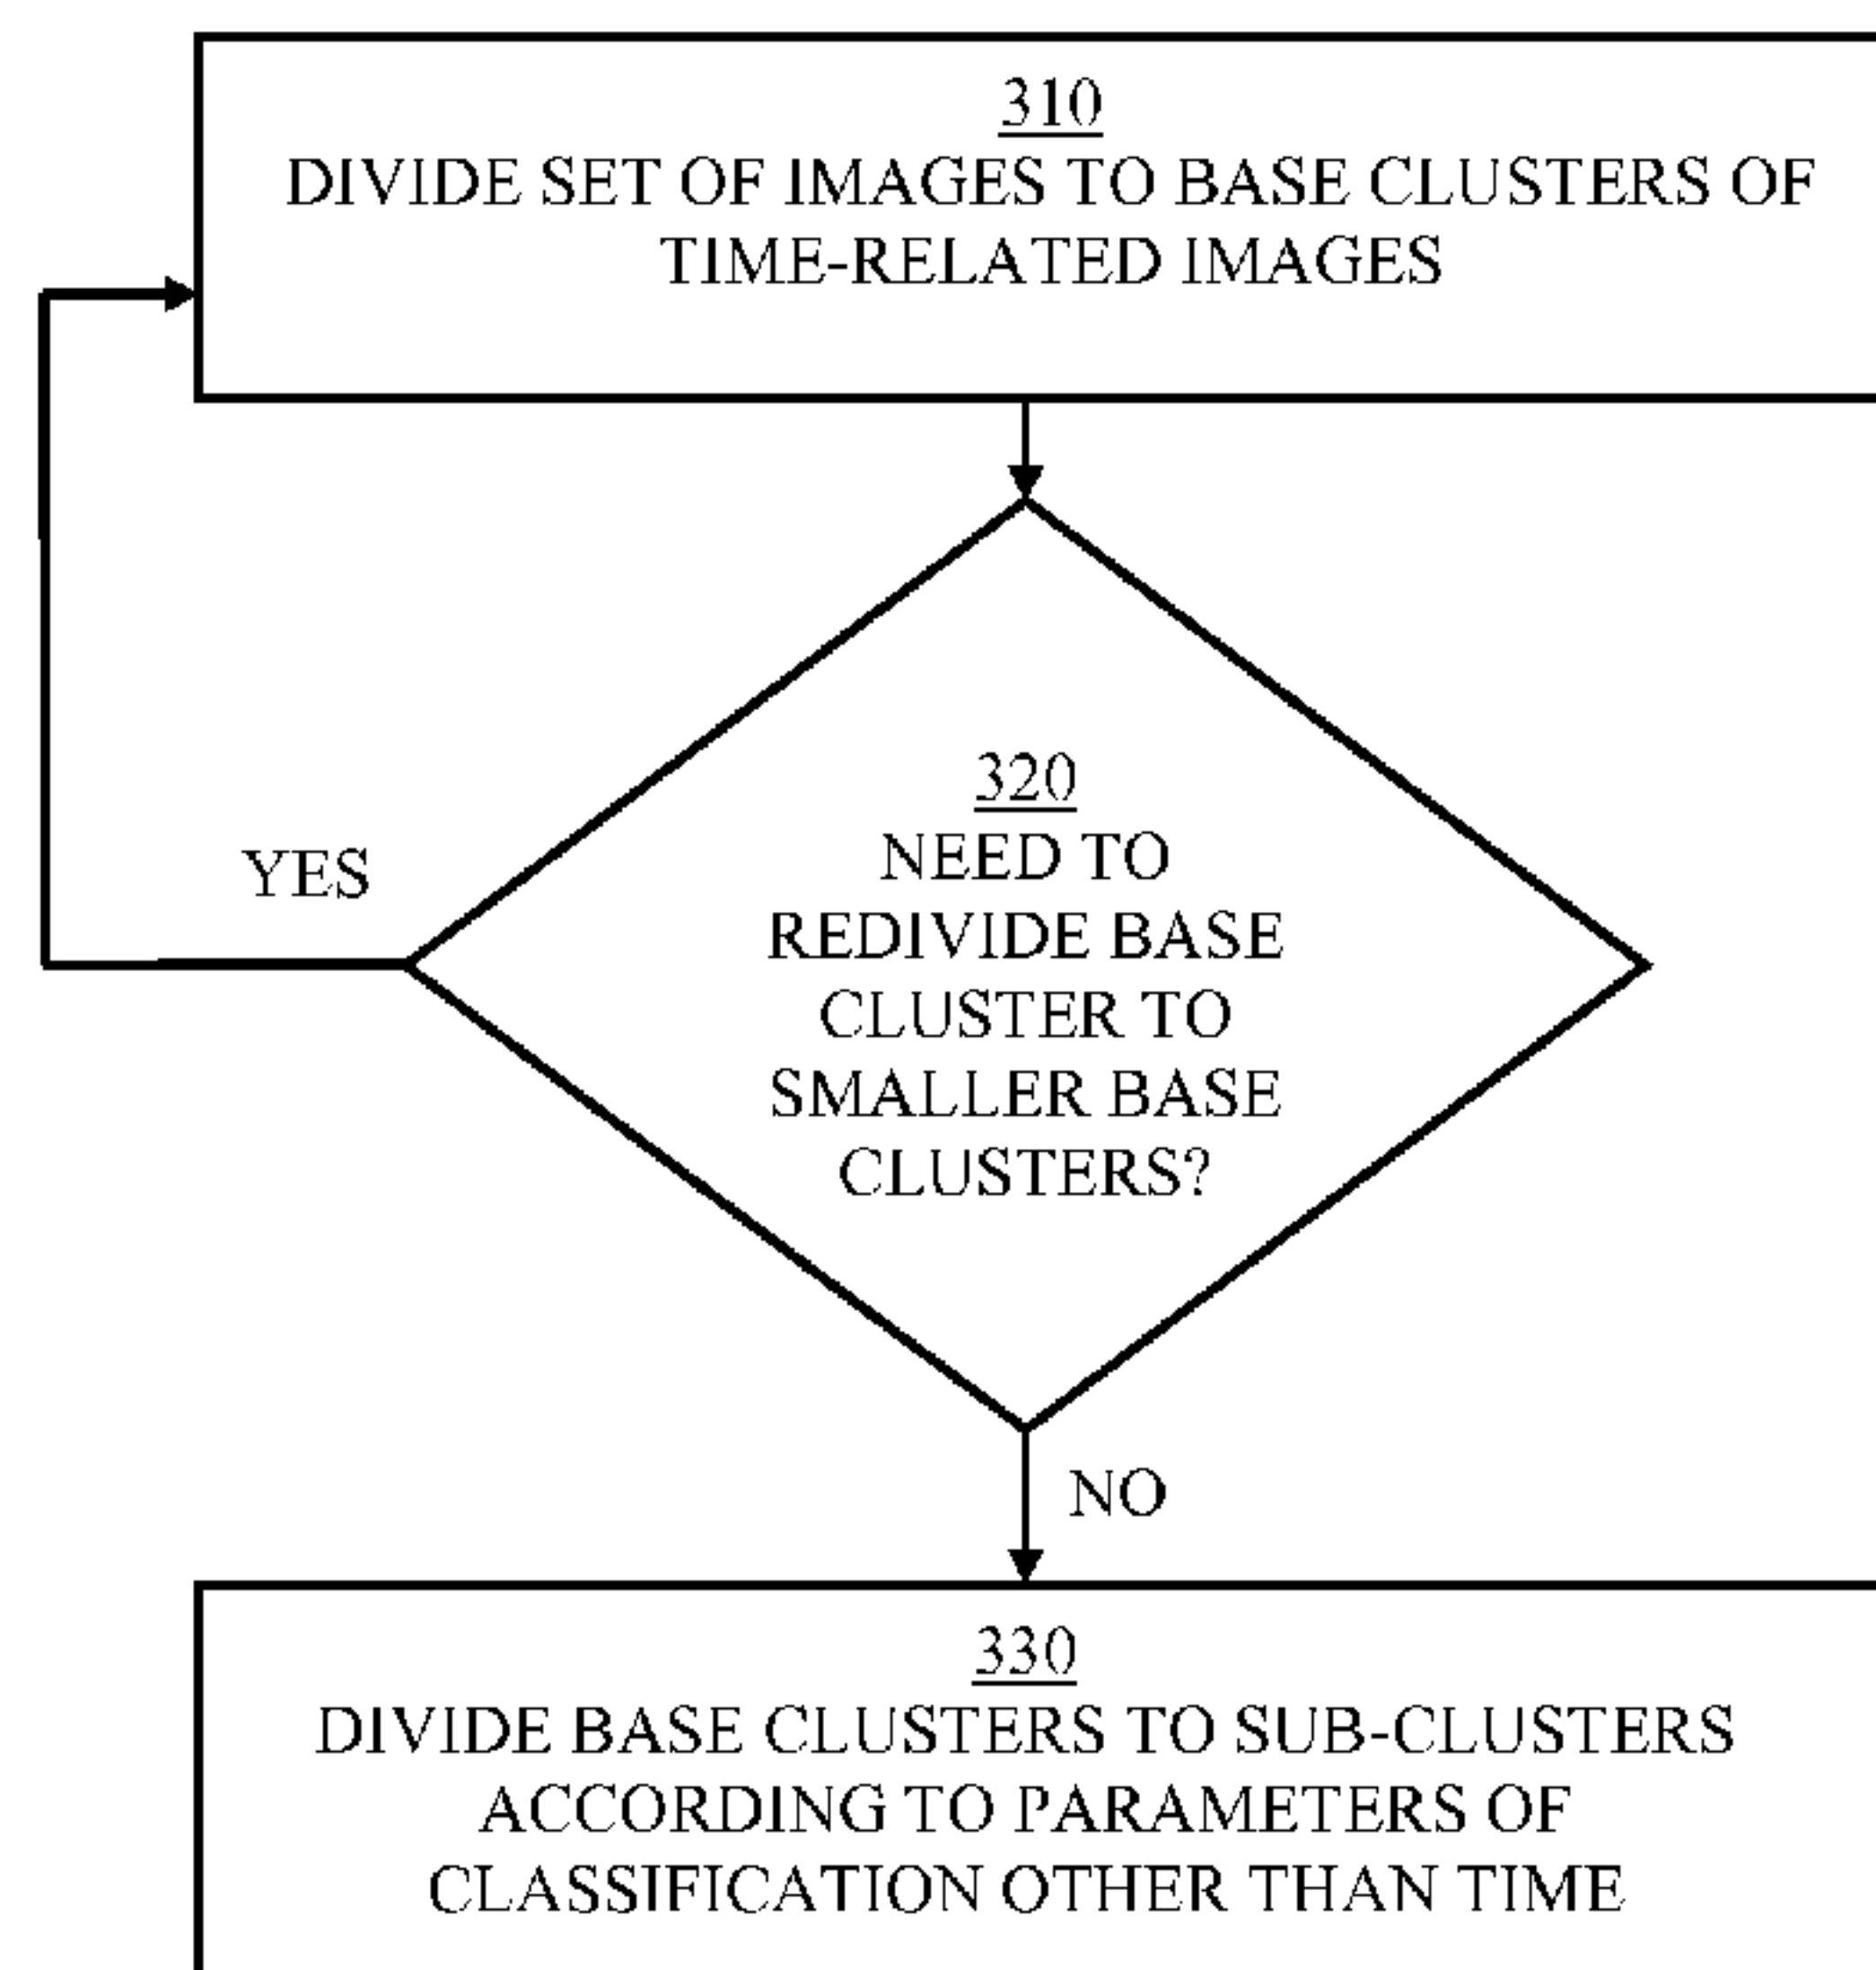 310
DIVIDE SET OF IMAGES TO BASE CLUSTERS OF
TIME-RELATED IMAGES
320
NEED TO
REDIVIDE BASE
CLUSTER TO
SMALLER BASE
CLUSTERS?
YES
NO
330
DIVIDE BASE CLUSTERS TO SUB-CLUSTERS
ACCORDING TO PARAMETERS OF
CLASSIFICATION OTHER THAN TIME